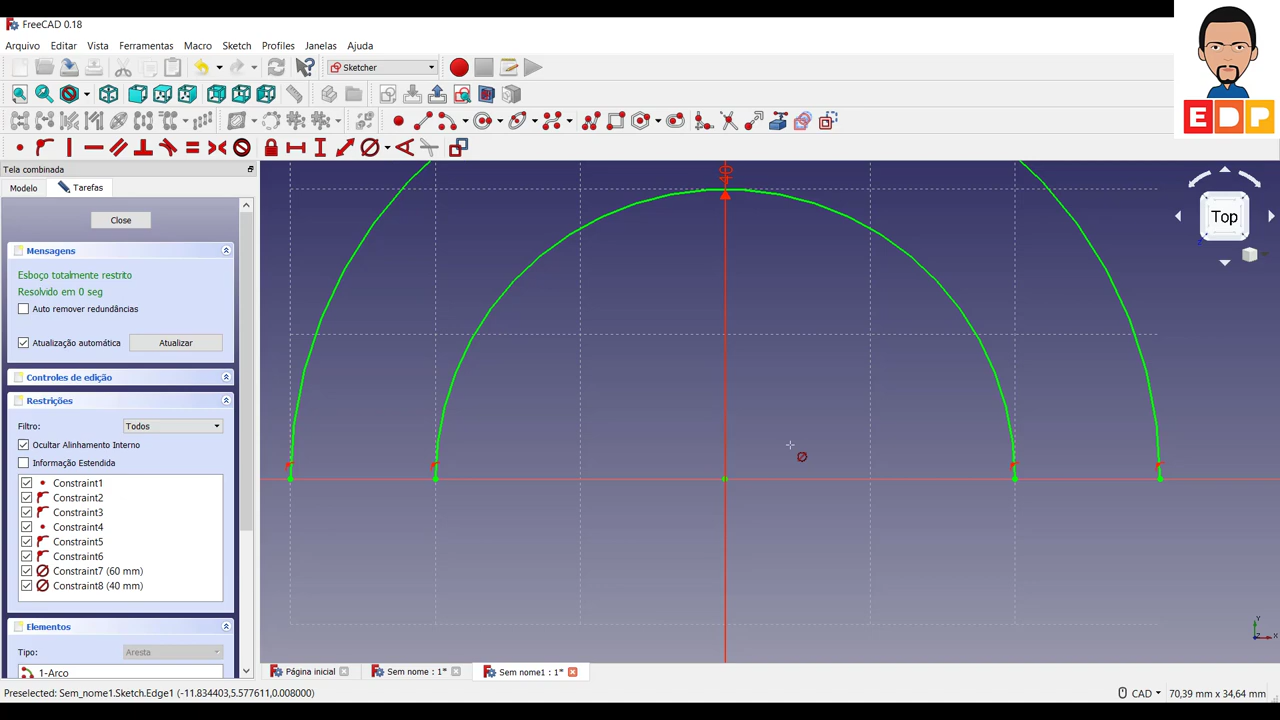 FreeCAD 0.18
Arquivo Editar Vista Ferramentas Macro Sketch Profiles Janelas Ajuda
Sketcher
EDP
Tela combinada
Modelo Tarefas
Close
Top
Mensagens
Esboço totalmente restrito
Resolvido em 0 seg
Auto remover redundâncias
Atualização automática Atualizar
Controles de edição
Restrições
Filtro: Todos
Ocultar Alinhamento Interno
Informação Estendida
Constraint1
Constraint2
Constraint3
Constraint4
Constraint5
Constraint6
Constraint7 (60 mm)
Constraint8 (40 mm)
Elementos
Tipo: Aresta
1-Arco
Y
Z X
Página inicial Sem nome : 1* Sem nome1 : 1*
Preselected: Sem_nome1.Sketch.Edge1 (-11.834403,5.577611,0.008000) CAD 70,39 mm x 34,64 mm